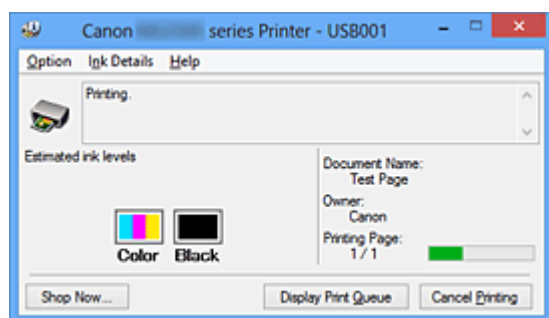 Canon series Printer - USB001
Option Ink Details Help
Printing.
Estimated ink levels
Color Black
Document Name:
Test Page
Owner:
Canon
Printing Page:
1 / 1
Shop Now... Display Print Queue Cancel Printing